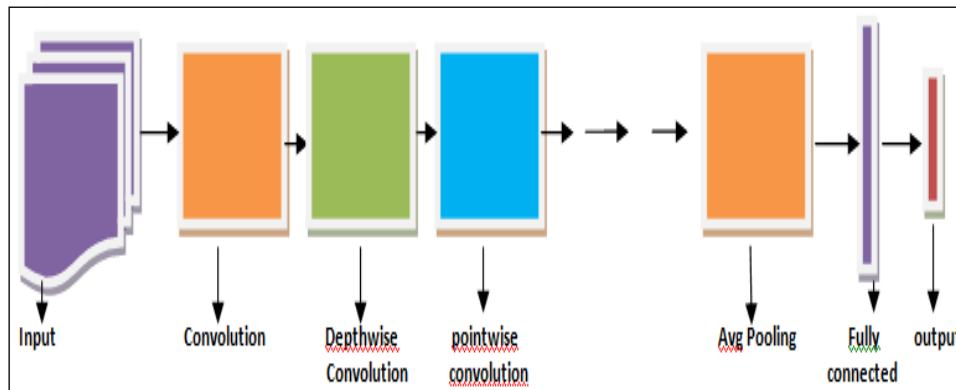 Input
Convolution
Depthwise
Convolution
pointwise
convolution
Avg Pooling
Fully
connected
output